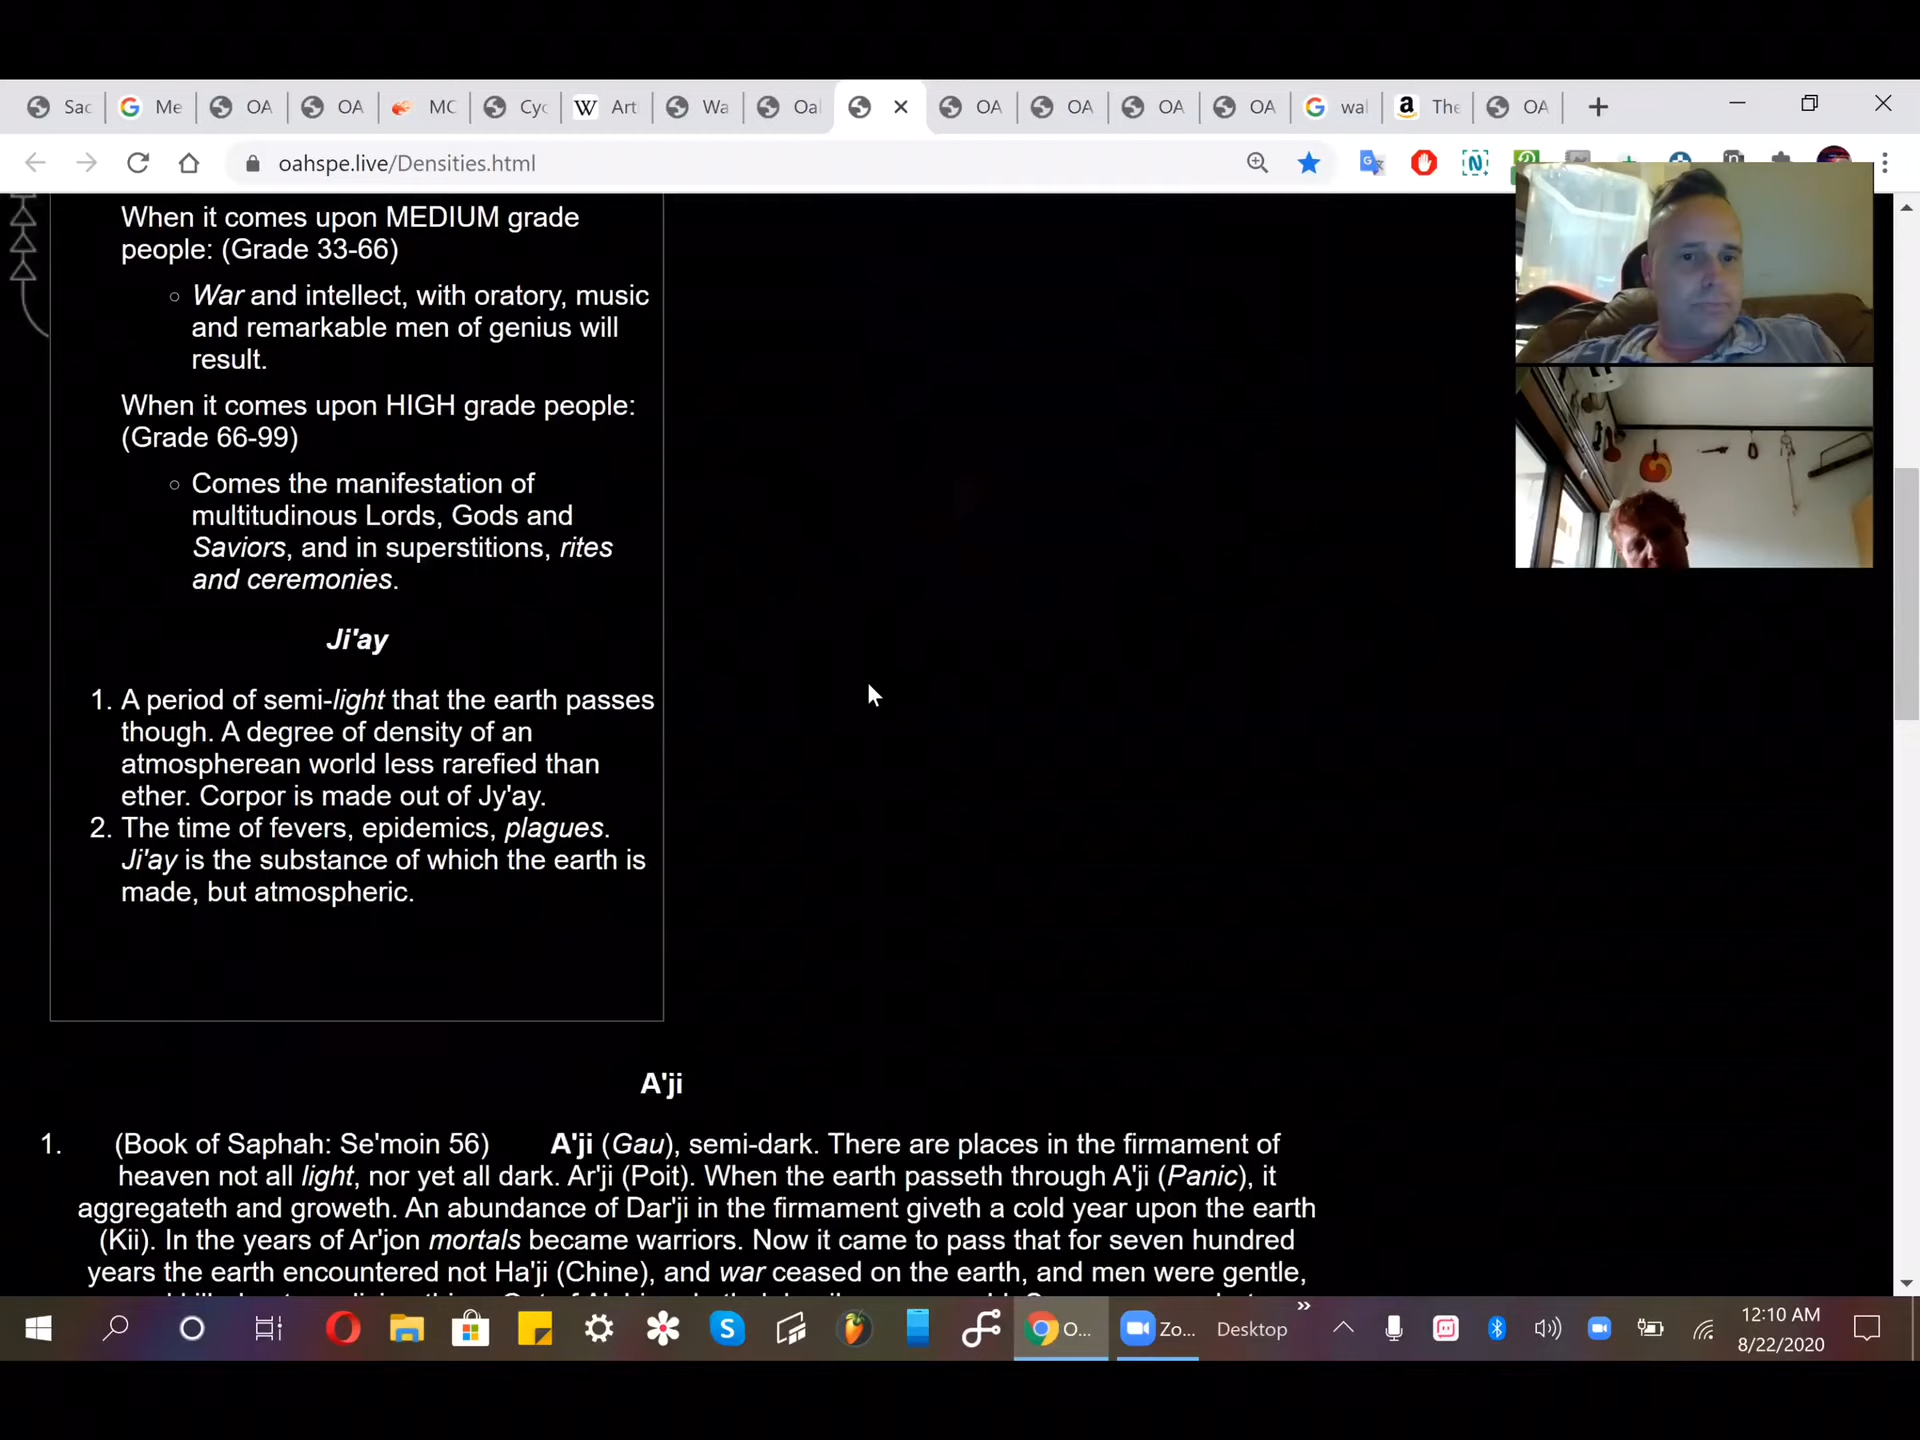 Sac
Me
OA
OA
MC
Cyc
Art
Wa
Oal
OA
OA
OA
OA
wal
The
OA
oahspe.live/Densities.html
When it comes upon MEDIUM grade
people: (Grade 33-66)
War and intellect, with oratory, music
and remarkable men of genius will
result.
When it comes upon HIGH grade people:
(Grade 66-99)
Comes the manifestation of
multitudinous Lords, Gods and
Saviors, and in superstitions, rites
and ceremonies.
Ji'ay
1. A period of semi-light that the earth passes
though. A degree of density of an
atmospherean world less rarefied than
ether. Corpor is made out of Jy'ay.
2. The time of fevers, epidemics, plagues.
Ji'ay is the substance of which the earth is
made, but atmospheric.
A'ji
1. (Book of Saphah: Se'moin 56) A'ji (Gau), semi-dark. There are places in the firmament of
heaven not all light, nor yet all dark. Ar'ji (Poit). When the earth passeth through A'ji (Panic), it
aggregateth and groweth. An abundance of Dar'ji in the firmament giveth a cold year upon the earth
(Kii). In the years of Ar'jon mortals became warriors. Now it came to pass that for seven hundred
years the earth encountered not Ha'ji (Chine), and war ceased on the earth, and men were gentle,
O...
Zo...
Desktop
12:10 AM
8/22/2020